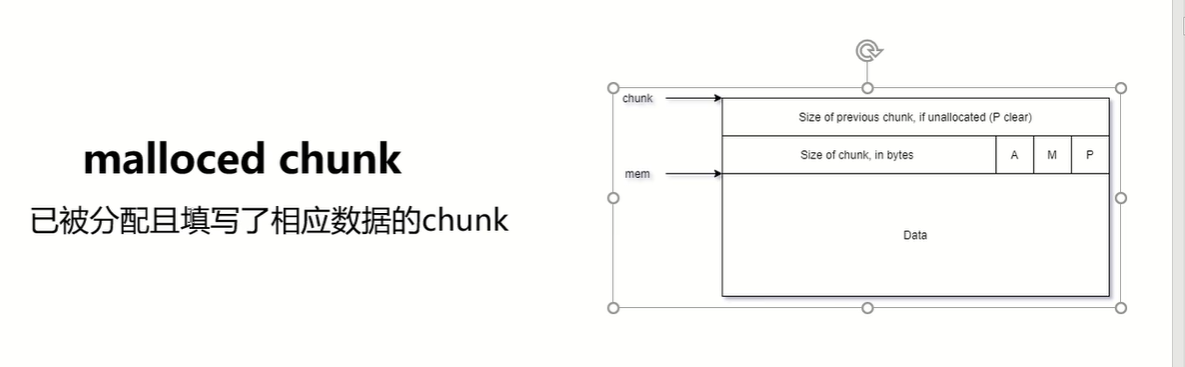 malloced chunk
已被分配且填写了相应数据的chunk
chunk
Size of previous chunk, if unallocated (P clear)
Size of chunk, in bytes
A
M
P
mem
Data